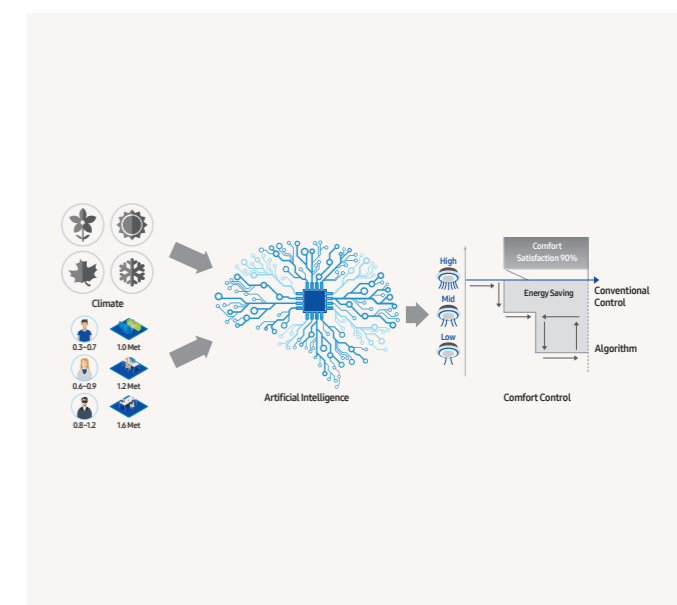 Climate
0.3~0.7
1.0 Met
0.6~0.9
1.2 Met
0.8~1.2
1.6 Met
Artificial Intelligence
High
Mid
Low
Comfort
Satisfaction 90%
Energy Saving
Conventional
Control
Algorithm
Comfort Control